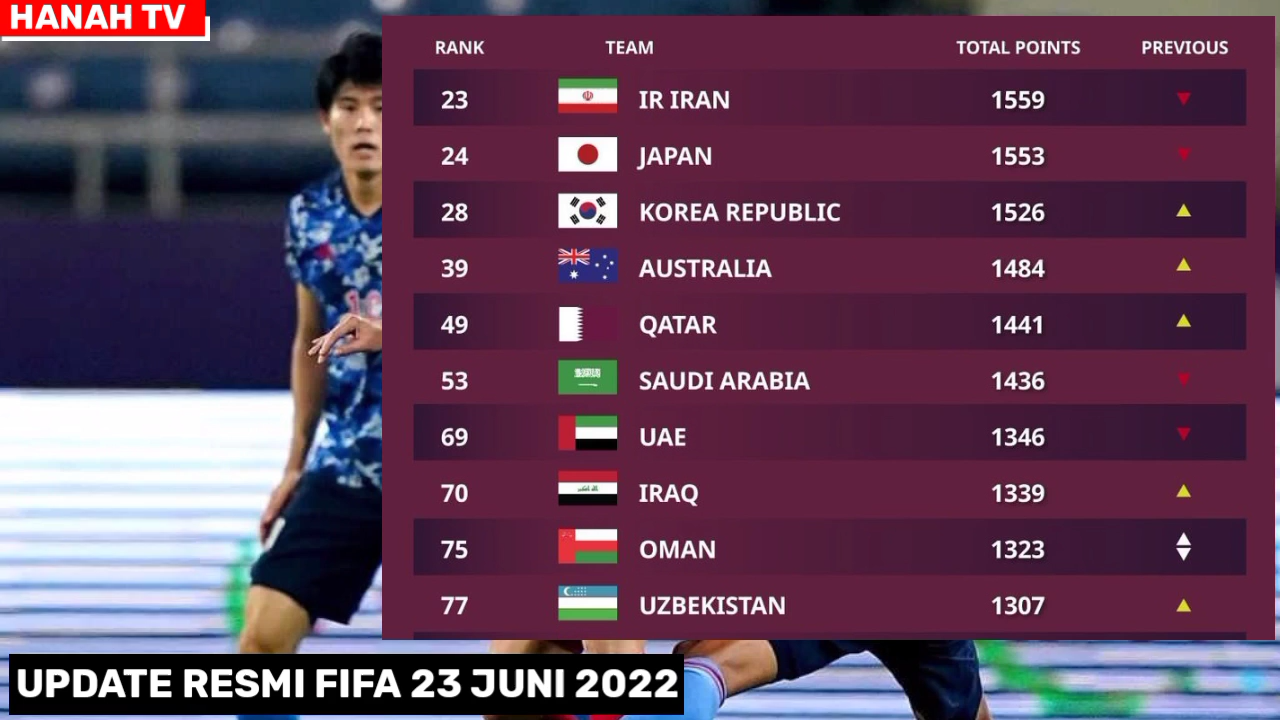 HANAH TV
RANK TEAM TOTAL POINTS PREVIOUS
23 IR IRAN 1559
24 JAPAN 1553
28 KOREA REPUBLIC 1526
39 AUSTRALIA 1484
49 QATAR 1441
53 SAUDI ARABIA 1436
69 UAE 1346
70 IRAQ 1339
75 OMAN 1323
77 UZBEKISTAN 1307
UPDATE RESMI FIFA 23 JUNI 2022